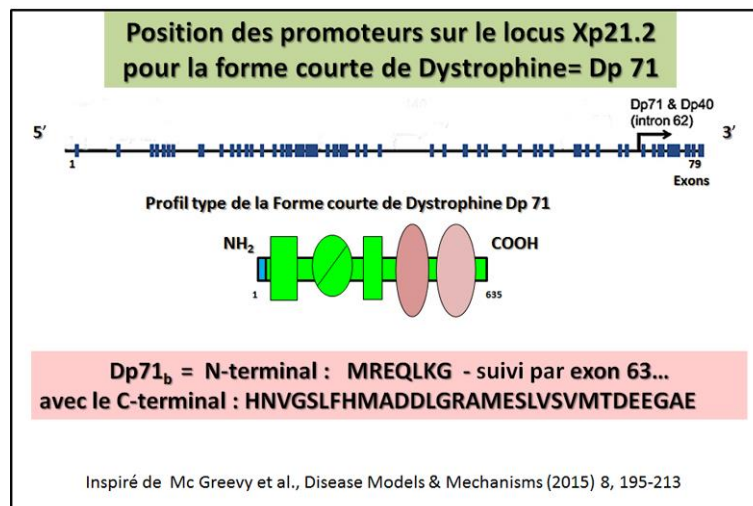 Position des promoteurs sur le locus Xp21.2
pour la forme courte de Dystrophine= Dp 71
Dp71 & Dp40
(intron 62)
5′
3′
1
79
Exons
Profil type de la Forme courte de Dystrophine Dp 71
NH2
COOH
1
635
Dp71b = N-terminal : MREQLKG - suivi par exon 63...
avec le C-terminal : HNVGSLFHMADDLGRAMESLVSVMTDEEGAE
Inspiré de Mc Greevy et al., Disease Models & Mechanisms (2015) 8, 195-213